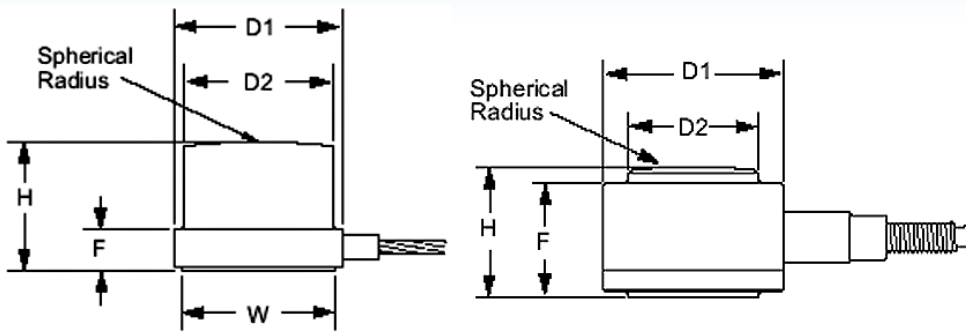 D1
Spherical
Radius
D2
H
F
W
D1
Spherical
Radius
D2
H
F